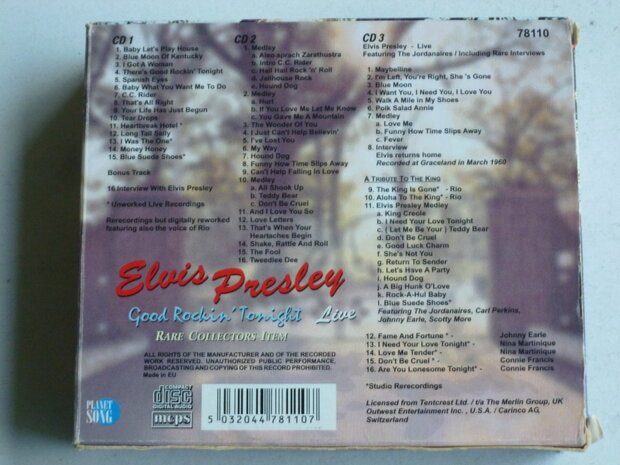 78110
CD 1
1. Baby Let's Play House
2. Blue Moon Of Kentucky
3. I Got A Woman
4. There's Good Rockin' Tonight
5. Spanish Eyes
6. Baby What You Want Me To Do
7. C.C. Rider
8. That's All Right
9. Your Life Has Just Begun
10. Tear Drops
11. Heartbreak Hotel *
12. Long Tall Sally
13. I Was The One*
14. Money Honey
15. Blue Suede Shoes*
Bonus Track
16.Interview With Elvis Presley
* Unworked Live Recordings
Rerecordings but digitally reworked
featuring also the voice of Rio
CD 2
1. Medley
a. Also sprach Zarathustra
b. Intro C.C. Rider
c. Hail Hail Rock 'n' Roll
d. Jailhouse Rock
e. Hound Dog
2. Medley
a. Hurt
b. If You Love Me Let Me Know
c. You Gave Me A Mountain
3. The Wonder Of You
4. I Just Can't Help Believin'
5. I've Lost You
6. My Way
7. Hound Dog
8. Funny How Time Slips Away
9. Can't Help Falling In Love
10. Medley
a. All Shook Up
b. Teddy Bear
c. Don't Be Cruel
11. And I Love You So
12. Love Letters
13. That's When Your
Heartaches Begin
14. Shake, Rattle And Roll
15. The Fool
16. Tweedlee Dee
CD 3
Elvis Presley - Live
Featuring The Jordanaires / Including Rare Interviews
1. Maybelline
2. I'm Left, You're Right, She 's Gone
3. Blue Moon
4. I Want You, I Need You, I Love You
5. Walk A Mile in My Shoes
6. Polk Salad Annie
7. Medley
a. Love Me
b. Funny How Time Slips Away
c. Fever
8. Interview
Elvis returns home
Recorded at Graceland in March 1960
A TRIBUTE TO THE KING
9. The King Is Gone* - Rio
10. Aloha To The King* - Rio
11. Elvis Presley Medley
a. King Creole
b. I Need Your Love Tonight
c. ( Let Me Be Your ) Teddy Bear
d. Don't Be Cruel
e. Good Luck Charm
f. She's Not You
g. Return To Sender
h. Let's Have A Party
i. Hound Dog
j. A Big Hunk O'Love
k. Rock-A-Hul Baby
l. Blue Suede Shoes*
Featuring The Jordanaires, Carl Perkins,
Johnny Earle, Scotty More
12. Fame And Fortune* - Johnny Earle
13. I Need Your Love Tonight* - Nina Martinique
14. Love Me Tender* - Nina Martinique
15. Don't Be Cruel* - Connie Francis
16. Are You Lonesome Tonight* - Connie Francis
*Studio Rerecordings
Licensed from Tentcrest Ltd. / t/a The Merlin Group, UK
Outwest Entertainment Inc. , U.S.A. / Carinco AG,
Switzerland
Elvis Presley
Good Rockin' Tonight Live
RARE COLLECTORS ITEM
ALL RIGHTS OF THE MANUFACTURER AND OF THE RECORDED
WORK RESERVED. UNAUTHORIZED PUBLIC PERFORMANCE,
BROADCASTING AND COPYING OF THIS RECORD PROHIBITED.
Made in EU
PLANET
SONG
COMPACT
disc
DIGITAL AUDIO
mcps
5 032044 781107